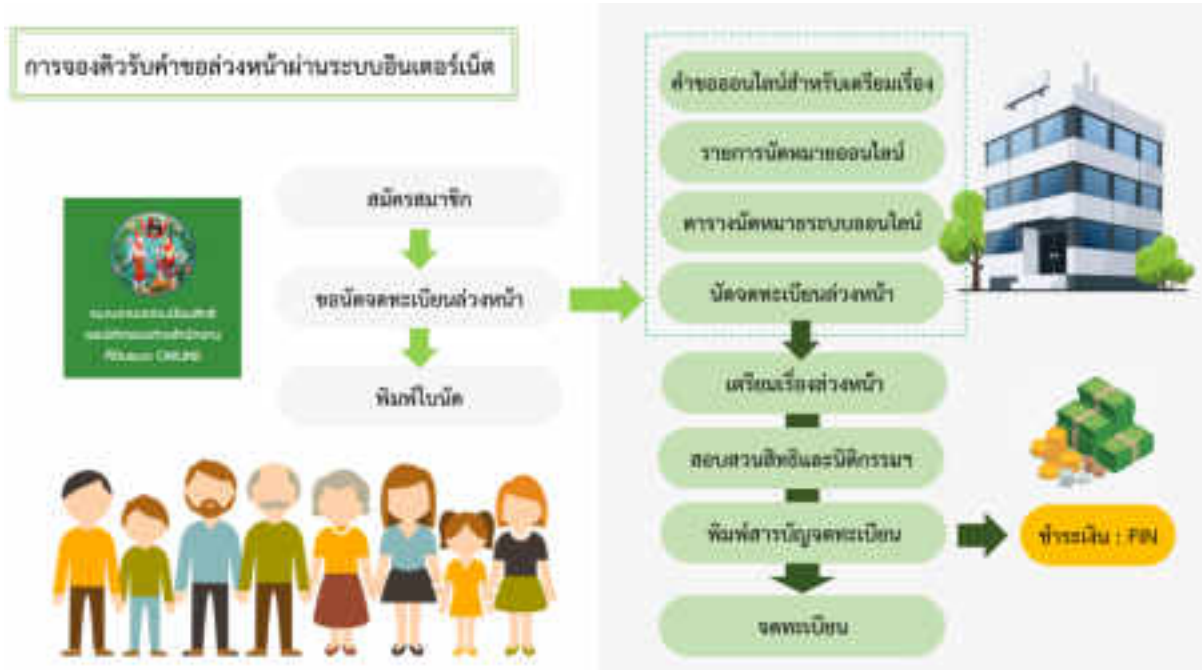 การจองคิวรับคำขอล่วงหน้าผ่านระบบอินเตอร์เน็ต
สมัครสมาชิก
ขอนัดจดทะเบียนล่วงหน้า
พิมพ์ใบนัด
ONLINE
คำขอออนไลน์สำหรับเตรียมเรื่อง
รายการนัดหมายออนไลน์
ตารางนัดหมายระบบออนไลน์
นัดจดทะเบียนล่วงหน้า
เตรียมเรื่องล่วงหน้า
สอบสวนสิทธิและนิติกรรมฯ
พิมพ์สารบัญจดทะเบียน
ชำระเงิน : FIN
จดทะเบียน